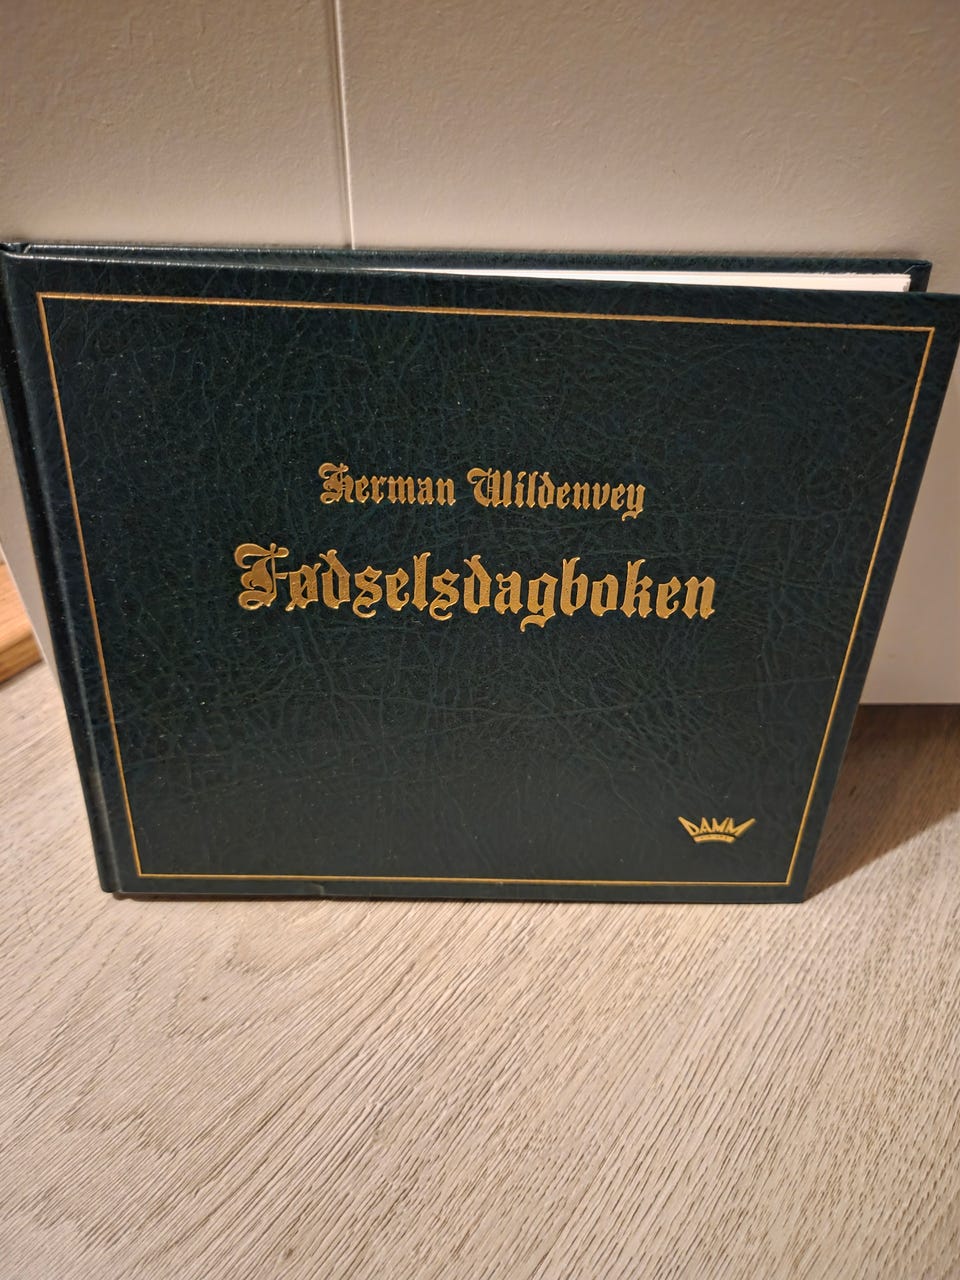 Herman Wildenvey
Fødselsdagboken
DAMM